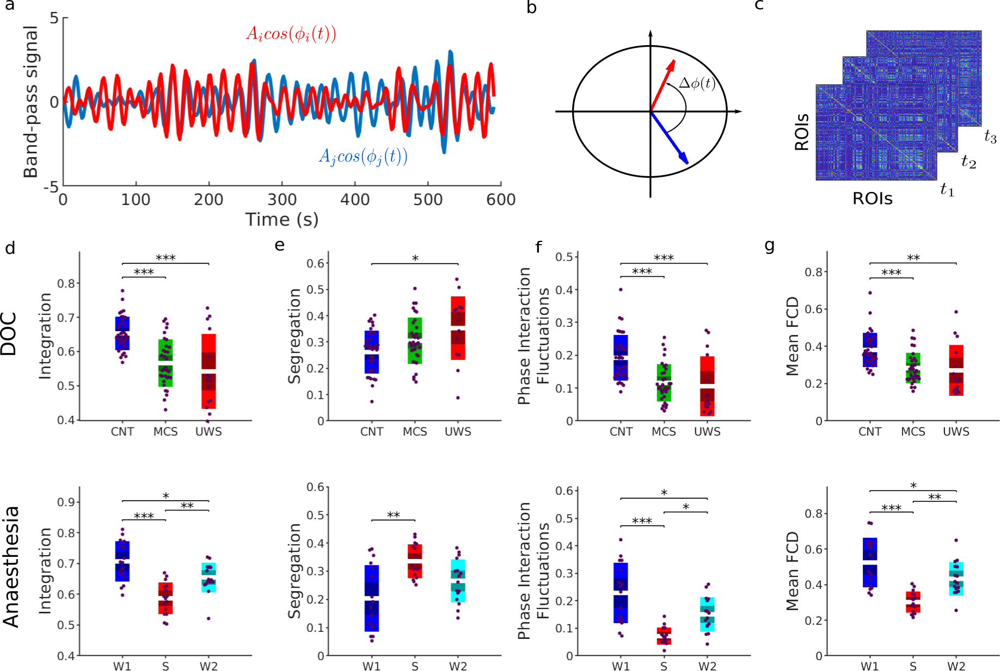 a
5
0
-5
Band-pass signal
A_i cos(ϕ_i(t))
A_j cos(ϕ_j(t))
0 100 200 300 400 500 600
Time (s)
b
Δϕ(t)
c
ROIs
ROIs
t_1
t_2
t_3
DOC
d
Integration
0.8
0.7
0.6
0.5
0.4
***
***
CNT MCS UWS
e
Segregation
0.6
0.5
0.4
0.3
0.2
0.1
0
*
CNT MCS UWS
f
Phase Interaction
Fluctuations
0.5
0.4
0.3
0.2
0.1
0
***
***
CNT MCS UWS
g
Mean FCD
0.8
0.6
0.4
0.2
0
**
***
CNT MCS UWS
Anaesthesia
Integration
0.9
0.8
0.7
0.6
0.5
0.4
*
**
***
W1 S W2
Segregation
0.6
0.5
0.4
0.3
0.2
0.1
0
**
W1 S W2
Phase Interaction
Fluctuations
0.6
0.5
0.4
0.3
0.2
0.1
0
*
*
***
W1 S W2
Mean FCD
0.8
0.6
0.4
0.2
0
*
**
***
W1 S W2